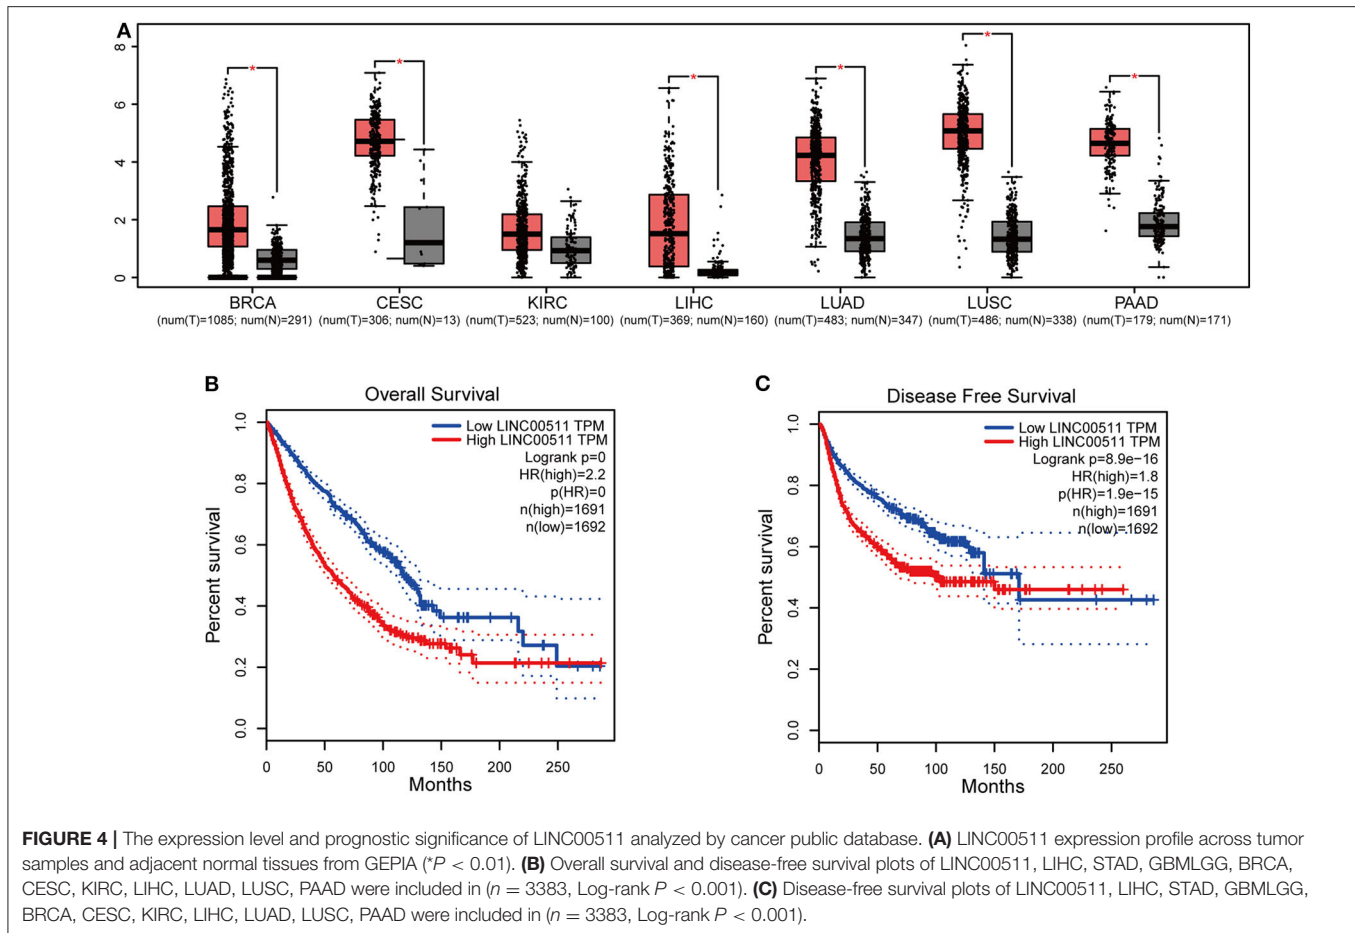 A
8
6
4
2
0
* * * * * *
BRCA CESC KIRC LIHC LUAD LUSC PAAD
(num(T)=1085; num(N)=291) (num(T)=306; num(N)=13) (num(T)=523; num(N)=100) (num(T)=369; num(N)=160) (num(T)=483; num(N)=347) (num(T)=486; num(N)=338) (num(T)=179; num(N)=171)
B
Overall Survival
Low LINC00511 TPM
High LINC00511 TPM
Logrank p=0
HR(high)=2.2
p(HR)=0
n(high)=1691
n(low)=1692
Percent survival
1.0
0.8
0.6
0.4
0.2
0.0
0 50 100 150 200 250
Months
C
Disease Free Survival
Low LINC00511 TPM
High LINC00511 TPM
Logrank p=8.9e−16
HR(high)=1.8
p(HR)=1.9e−15
n(high)=1691
n(low)=1692
Percent survival
1.0
0.8
0.6
0.4
0.2
0.0
0 50 100 150 200 250
Months
FIGURE 4 | The expression level and prognostic significance of LINC00511 analyzed by cancer public database. (A) LINC00511 expression profile across tumor
samples and adjacent normal tissues from GEPIA (*P < 0.01). (B) Overall survival and disease-free survival plots of LINC00511, LIHC, STAD, GBMLGG, BRCA,
CESC, KIRC, LIHC, LUAD, LUSC, PAAD were included in (n = 3383, Log-rank P < 0.001). (C) Disease-free survival plots of LINC00511, LIHC, STAD, GBMLGG,
BRCA, CESC, KIRC, LIHC, LUAD, LUSC, PAAD were included in (n = 3383, Log-rank P < 0.001).